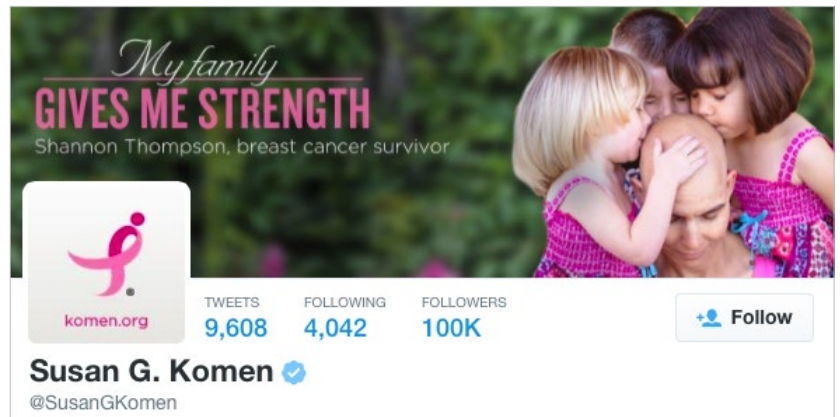 My family
GIVES ME STRENGTH
Shannon Thompson, breast cancer survivor
komen.org
TWEETS
9,608
FOLLOWING
4,042
FOLLOWERS
100K
Follow
Susan G. Komen
@SusanGKomen